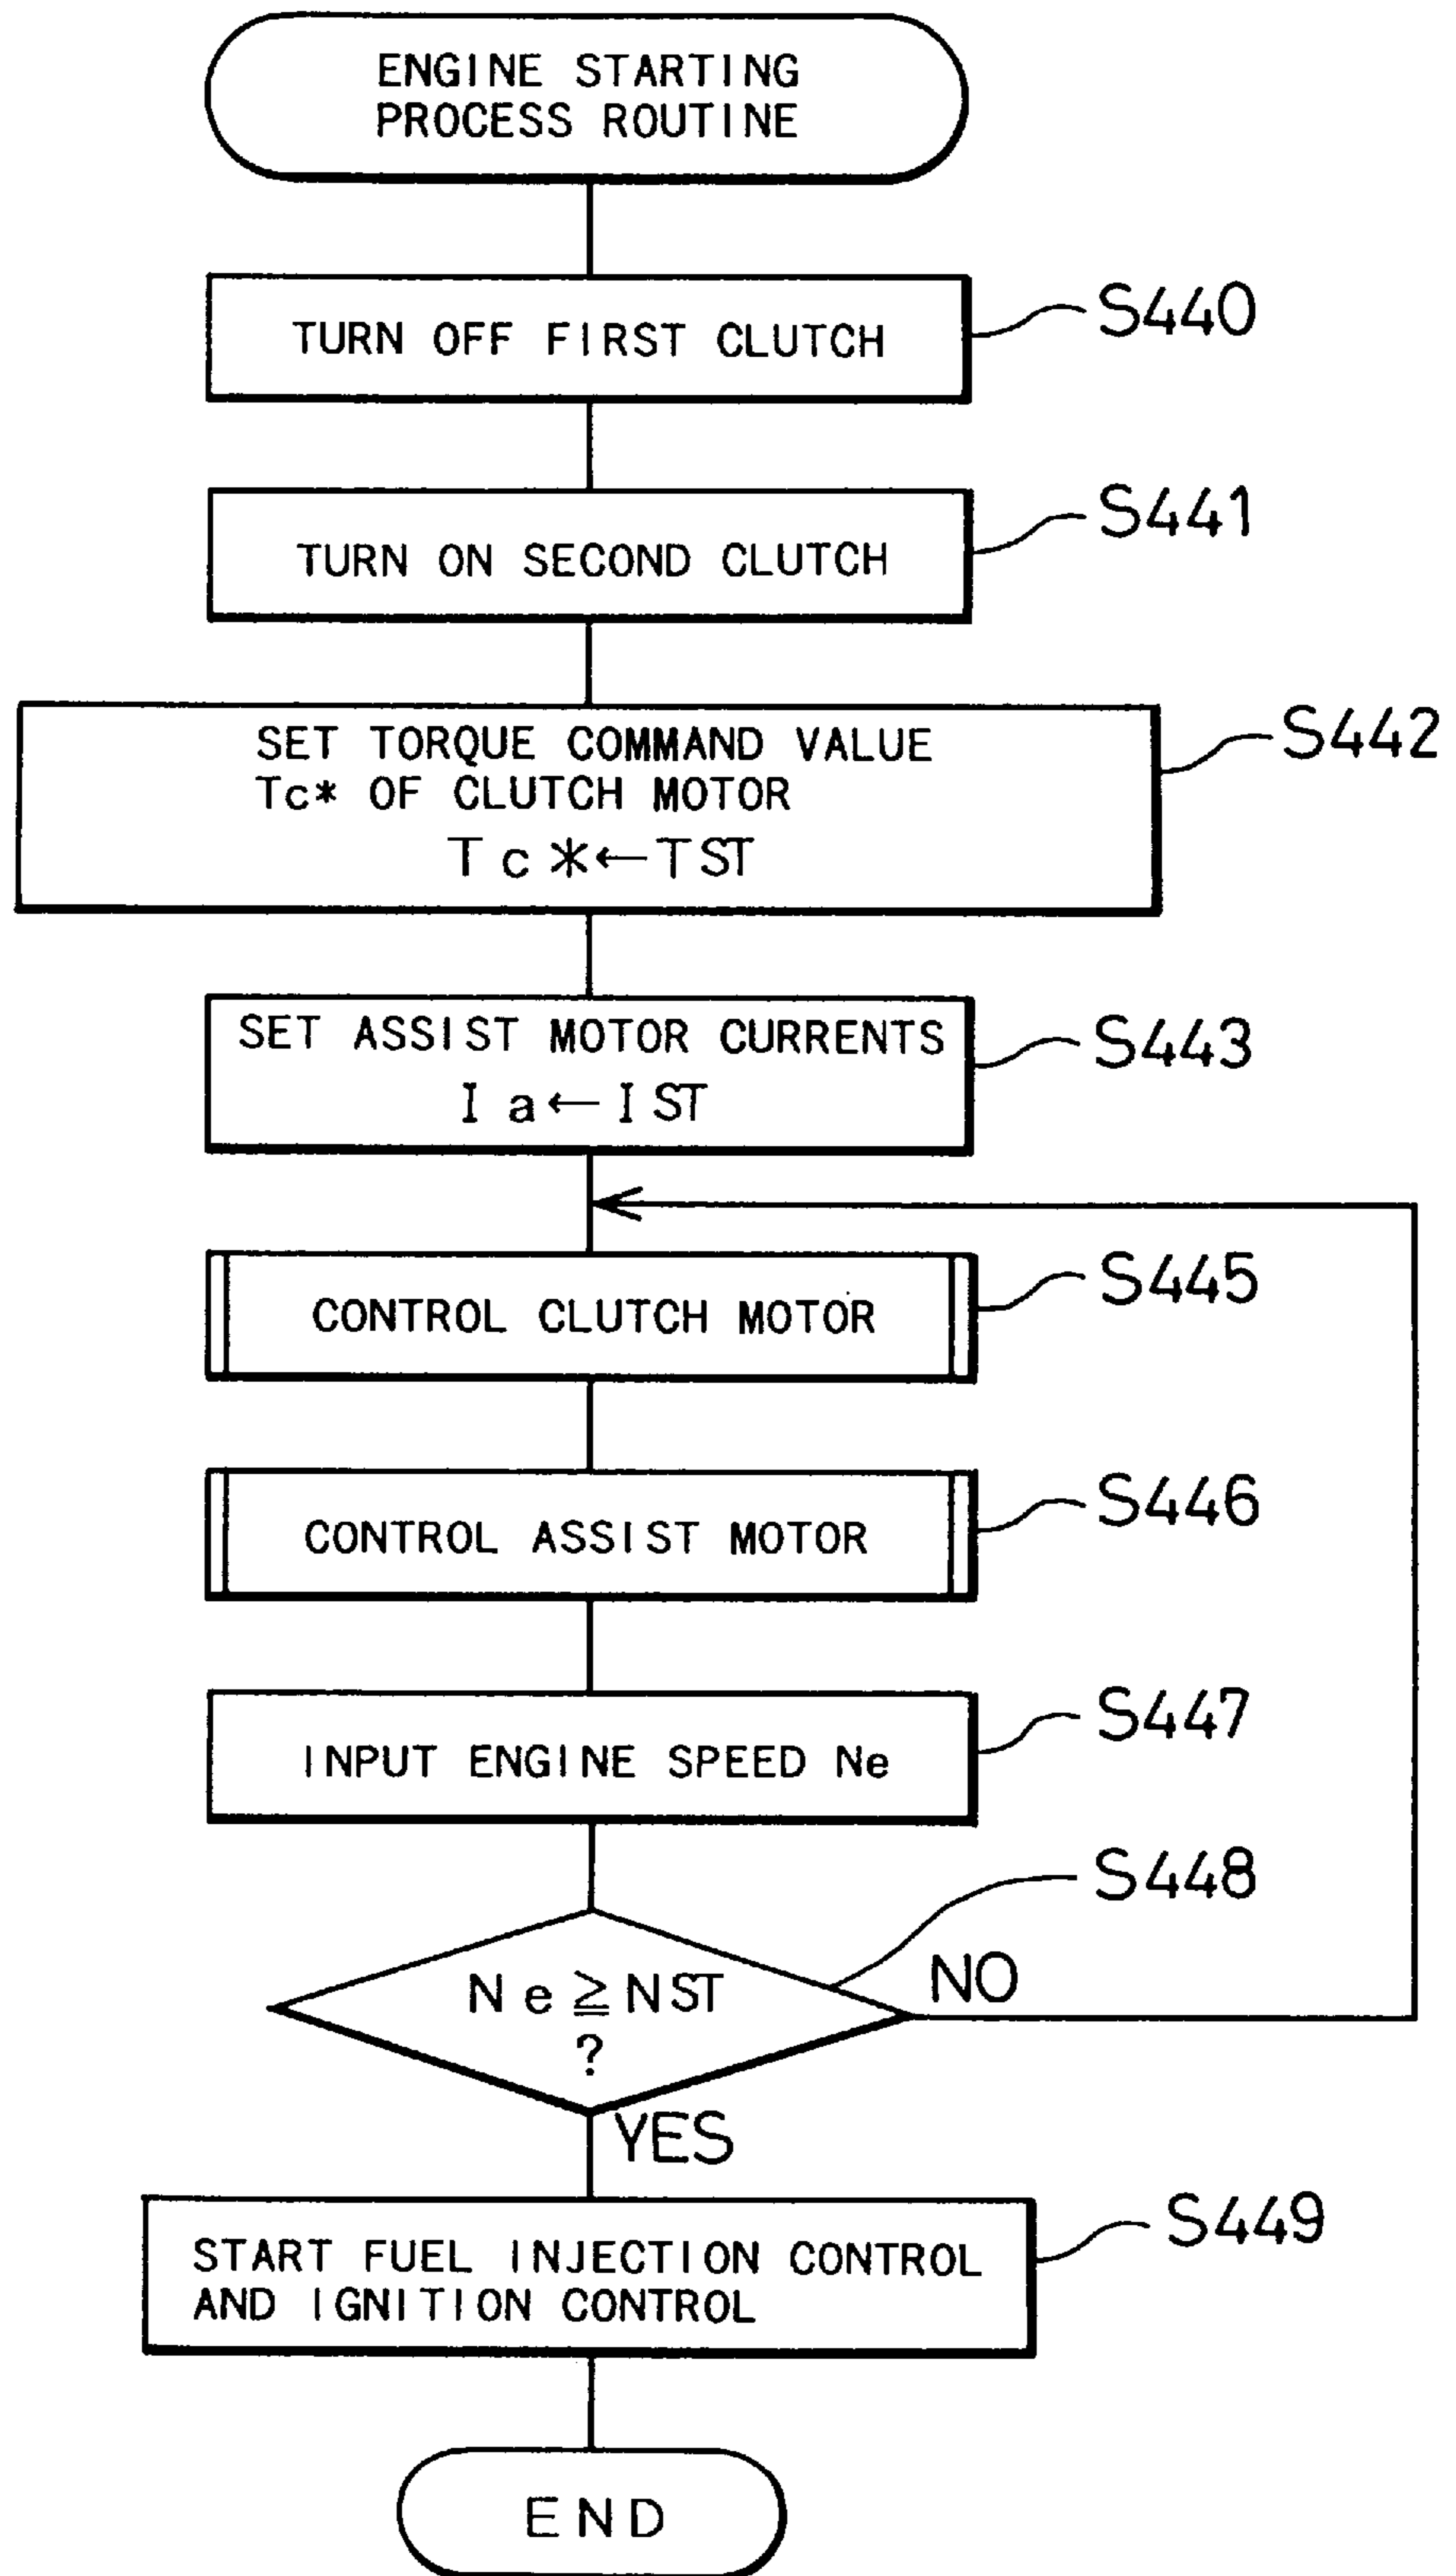 ENGINE STARTING
PROCESS ROUTINE
TURN OFF FIRST CLUTCH
S440
TURN ON SECOND CLUTCH
S441
SET TORQUE COMMAND VALUE
Tc* OF CLUTCH MOTOR
Tc*←TST
S442
SET ASSIST MOTOR CURRENTS
Ia←IST
S443
CONTROL CLUTCH MOTOR
S445
CONTROL ASSIST MOTOR
S446
INPUT ENGINE SPEED Ne
S447
S448
Ne≧NST
?
NO
YES
START FUEL INJECTION CONTROL
AND IGNITION CONTROL
S449
END